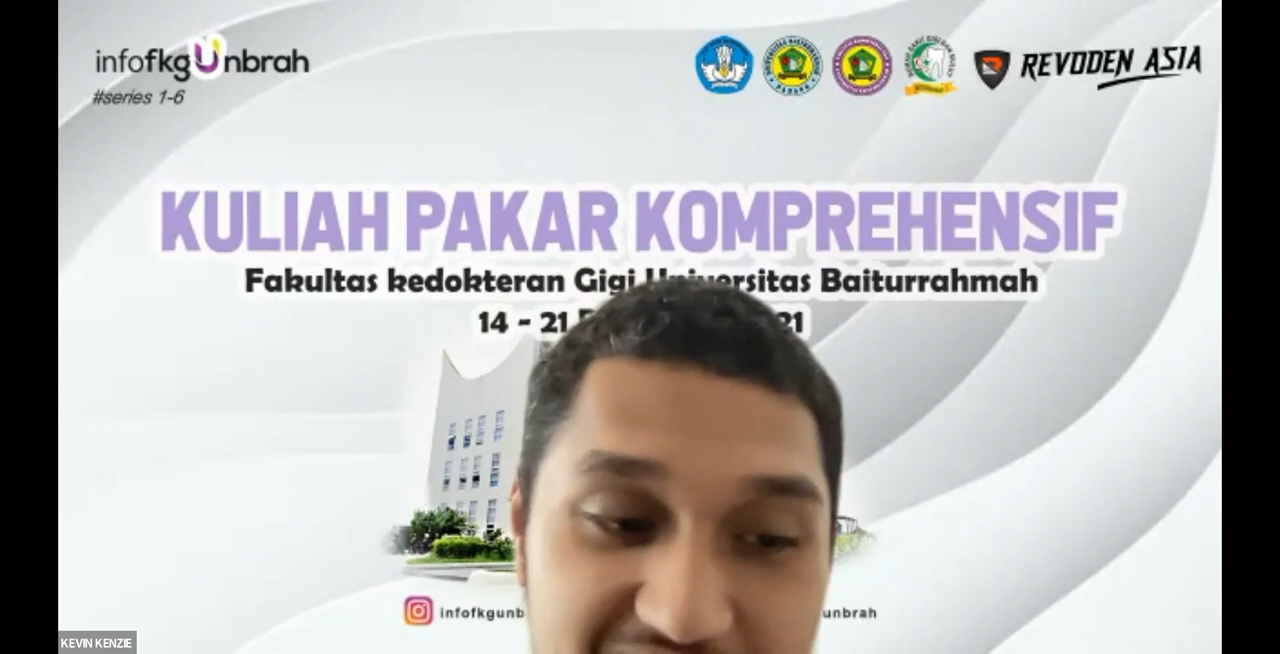 infofkgUnbrah
#series 1-6
REVODEN ASIA
KULIAH PAKAR KOMPREHENSIF
Fakultas kedokteran Gigi Universitas Baiturrahmah
14 - 21
21
infofkgunb
unbrah
KEVIN KENZIE